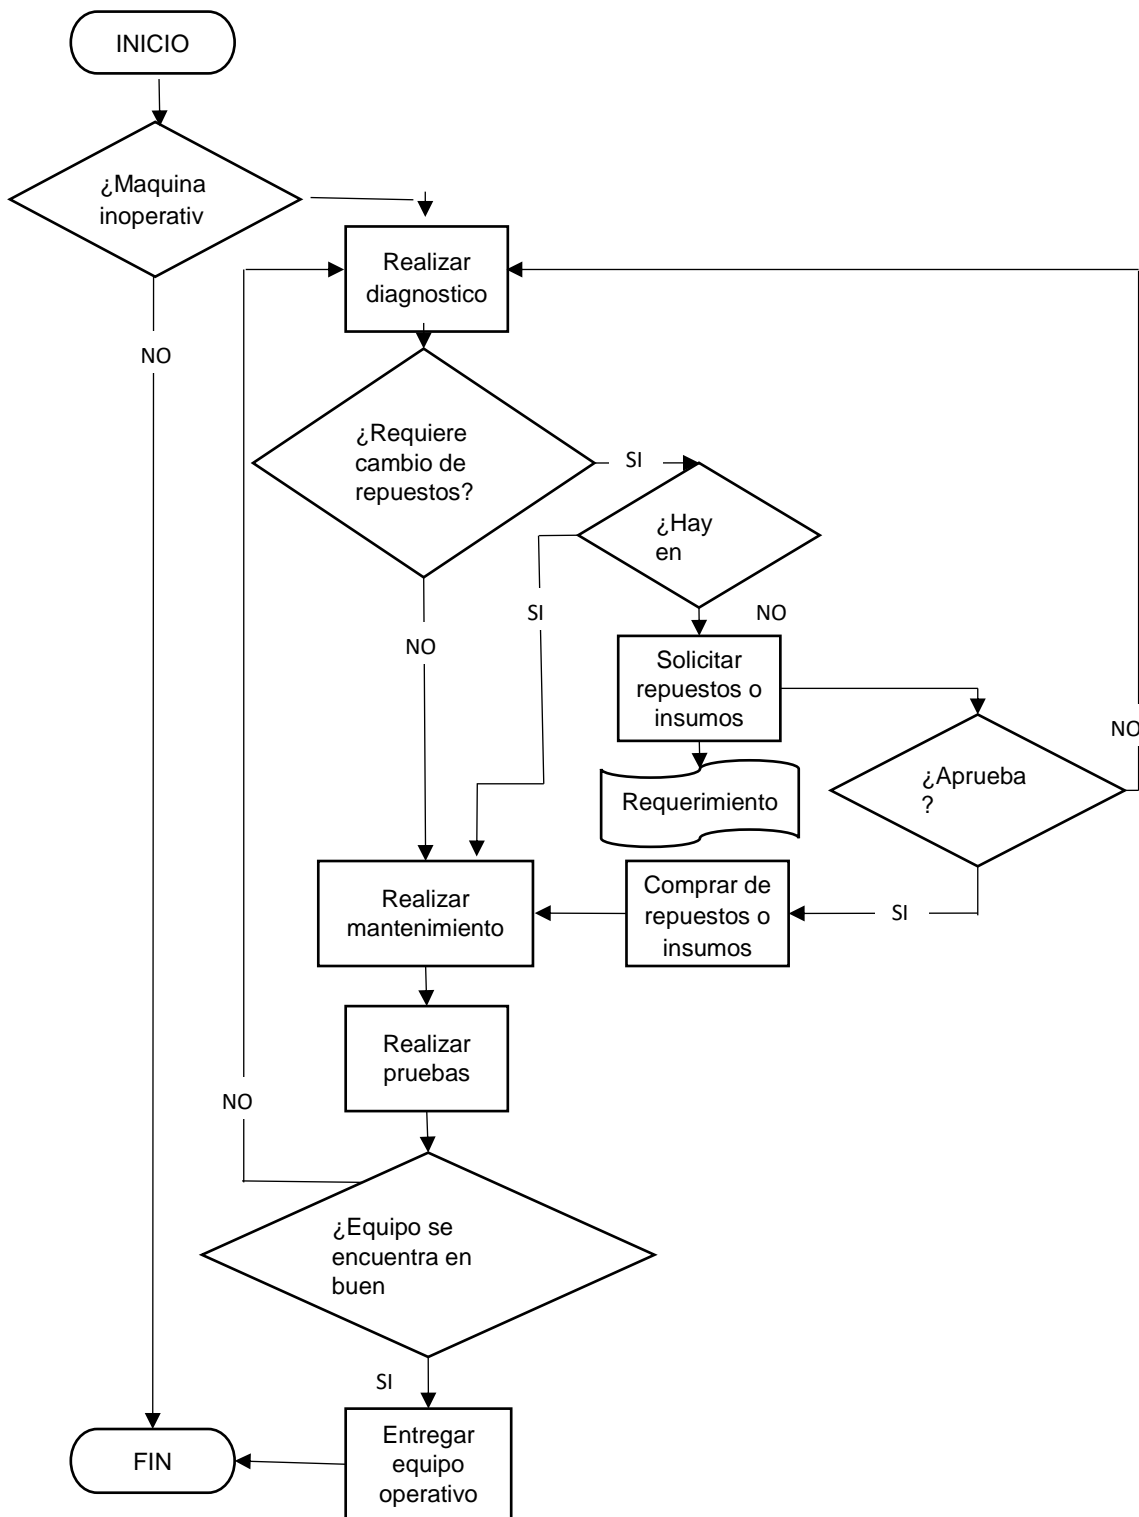 INICIO
¿Maquina
inoperativ
Realizar
diagnostico
NO
¿Requiere
cambio de
repuestos?
SI
¿Hay
en
SI
NO
NO
Solicitar
repuestos o
insumos
NO
¿Aprueba
?
Requerimiento
Realizar
mantenimiento
Comprar de
repuestos o
insumos
SI
Realizar
pruebas
NO
¿Equipo se
encuentra en
buen
SI
Entregar
equipo
operativo
FIN